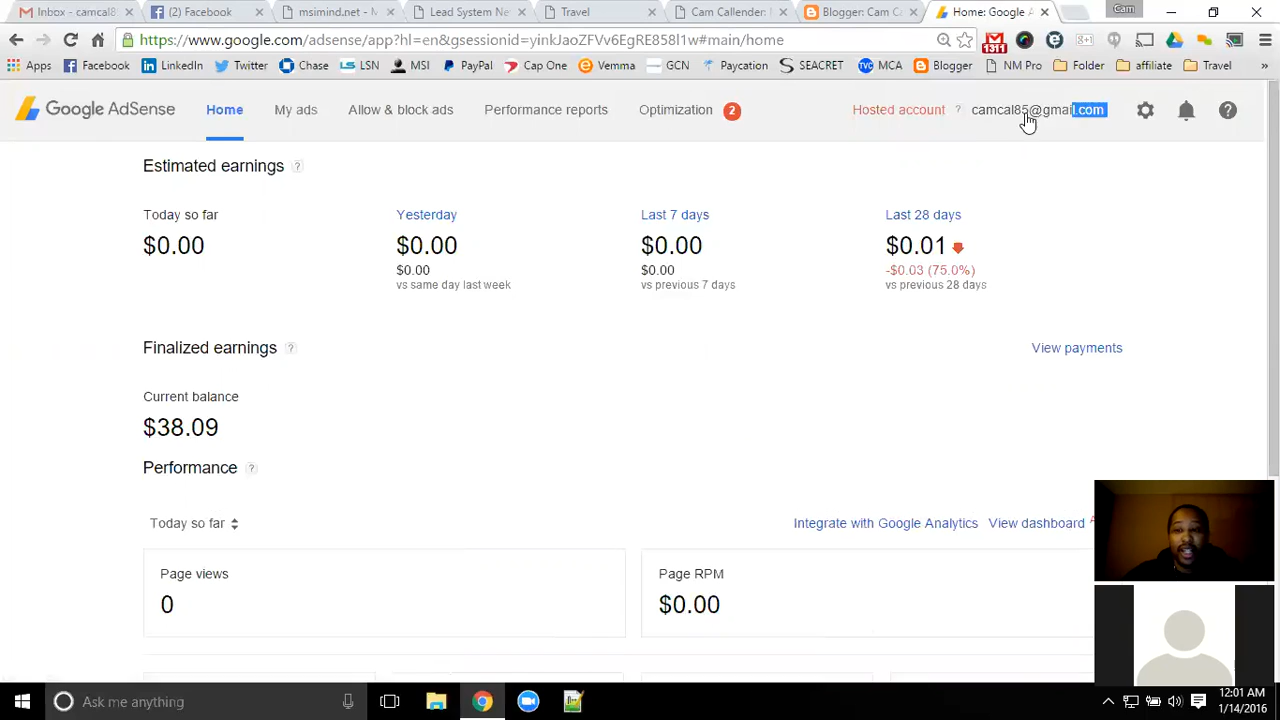 Inbox - camcal8
(2) Facebook
msimind.net - M
Lead System Ne
Travel
Cam Callender:
Blogger: Cam C
Home: Google A
Cam
https://www.google.com/adsense/app?hl=en&gsessionid=yinkJaoZFVv6EgRE858l1w#main/home
1311
Apps
Facebook
LinkedIn
Twitter
Chase
LSN
MSI
PayPal
Cap One
Vemma
GCN
Paycation
SEACRET
TVC MCA
Blogger
NM Pro
Folder
affiliate
Travel
»
Google AdSense
Home
My ads
Allow & block ads
Performance reports
Optimization 2
Hosted account ?
camcal85@gmail.com
Estimated earnings ?
Today so far
Yesterday
Last 7 days
Last 28 days
$0.00
$0.00
$0.00
$0.01
$0.00
$0.00
-$0.03 (75.0%)
vs same day last week
vs previous 7 days
vs previous 28 days
Finalized earnings ?
View payments
Current balance
$38.09
Performance ?
Today so far
Integrate with Google Analytics
View dashboard
Page views
Page RPM
0
$0.00
Ask me anything
12:01 AM
1/14/2016